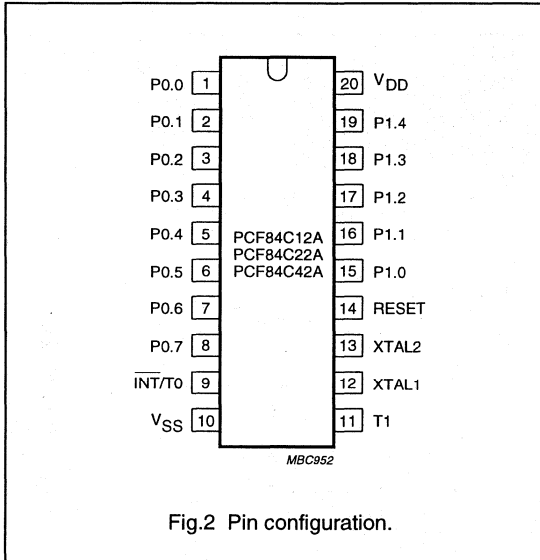 P0.0 1 20 VDD
P0.1 2 19 P1.4
P0.2 3 18 P1.3
P0.3 4 17 P1.2
P0.4 5 PCF84C12A 16 P1.1
PCF84C22A
P0.5 6 PCF84C42A 15 P1.0
P0.6 7 14 RESET
P0.7 8 13 XTAL2
INT/T0 9 12 XTAL1
VSS 10 11 T1
MBC952
Fig.2 Pin configuration.